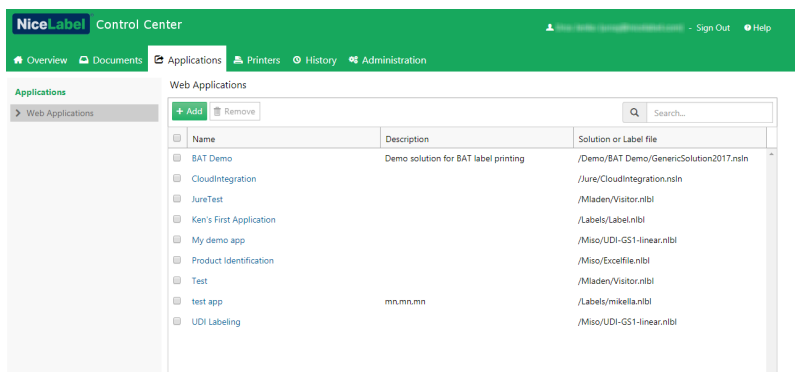 NiceLabel Control Center
- Sign Out Help
Overview Documents Applications Printers History Administration
Applications
Web Applications
Web Applications
+ Add Remove
Search...
Name Description Solution or Label file
BAT Demo Demo solution for BAT label printing /Demo/BAT Demo/GenericSolution2017.nsln
CloudIntegration /Jure/CloudIntegration.nsln
JureTest /Mladen/Visitor.nlbl
Ken's First Application /Labels/Label.nlbl
My demo app /Miso/UDI-GS1-linear.nlbl
Product Identification /Miso/Excelfile.nlbl
Test /Mladen/Visitor.nlbl
test app mn,mn,mn /Labels/mikella.nlbl
UDI Labeling /Miso/UDI-GS1-linear.nlbl